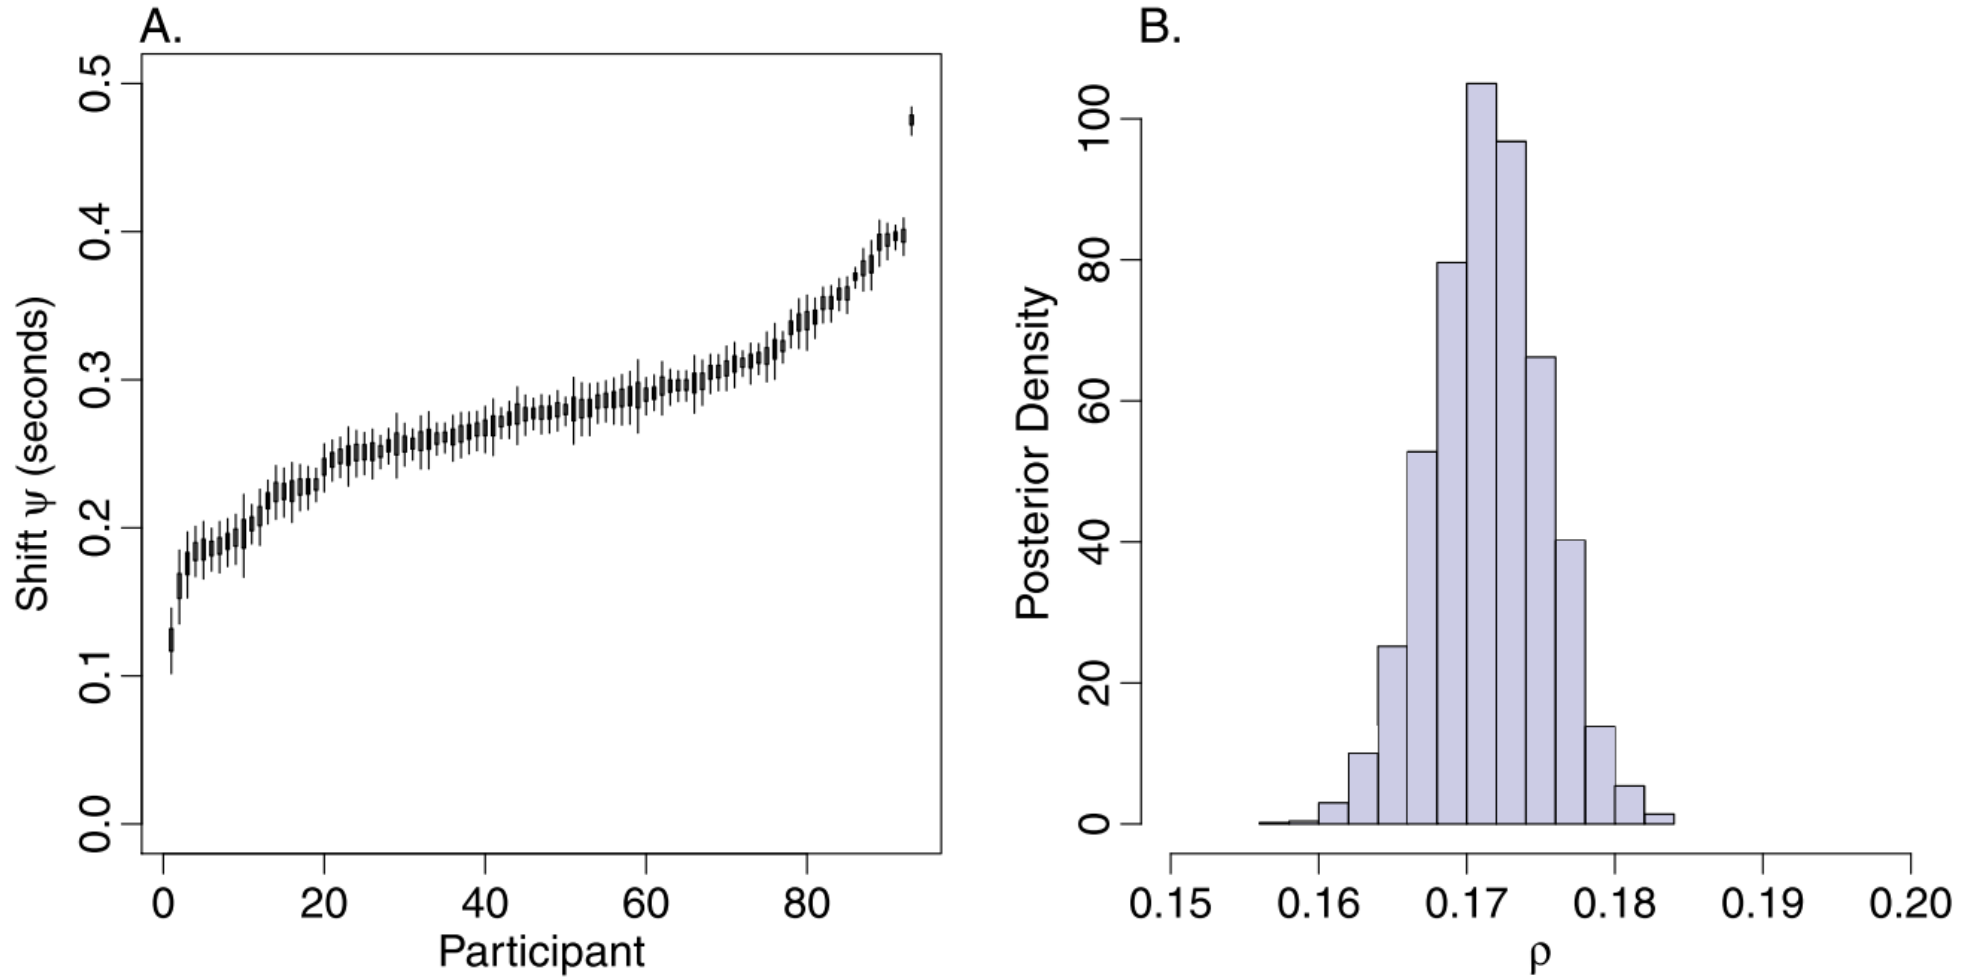 A.
Shift ψ (seconds)
0.5
0.4
0.3
0.2
0.1
0.0
0 20 40 60 80
Participant
B.
Posterior Density
100
80
60
40
20
0
0.15 0.16 0.17 0.18 0.19 0.20
ρ